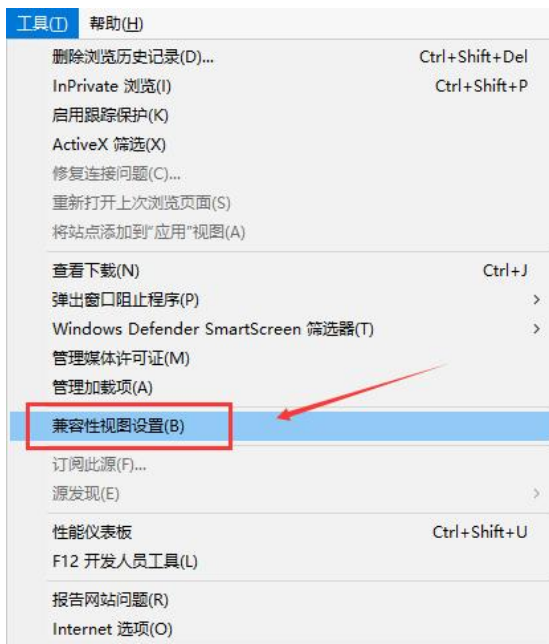 工具(T) 帮助(H)
删除浏览历史记录(D)... Ctrl+Shift+Del
InPrivate 浏览(I) Ctrl+Shift+P
启用跟踪保护(K)
ActiveX 筛选(X)
修复连接问题(C)...
重新打开上次浏览页面(S)
将站点添加到“应用”视图(A)
查看下载(N) Ctrl+J
弹出窗口阻止程序(P)
Windows Defender SmartScreen 筛选器(T)
管理媒体许可证(M)
管理加载项(A)
兼容性视图设置(B)
订阅此源(F)...
源发现(E)
性能仪表板 Ctrl+Shift+U
F12 开发人员工具(L)
报告网站问题(R)
Internet 选项(O)